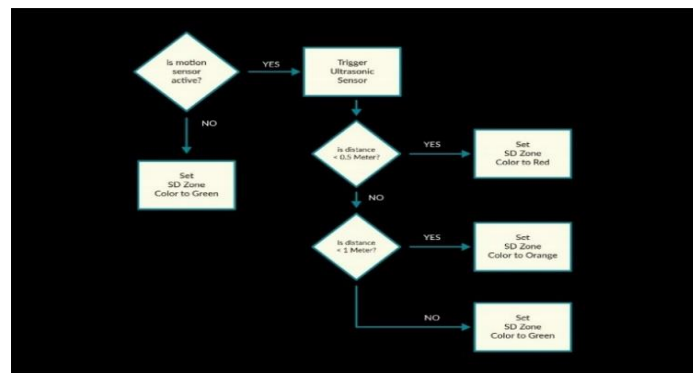 is motion
sensor
active?
YES
Trigger
Ultrasonic
Sensor
NO
Set
SD Zone
Color to Green
is distance
< 0.5 Meter?
YES
Set
SD Zone
Color to Red
NO
Is distance
< 1 Meter?
YES
Set
SD Zone
Color to Orange
NO
Set
SD Zone
Color to Green